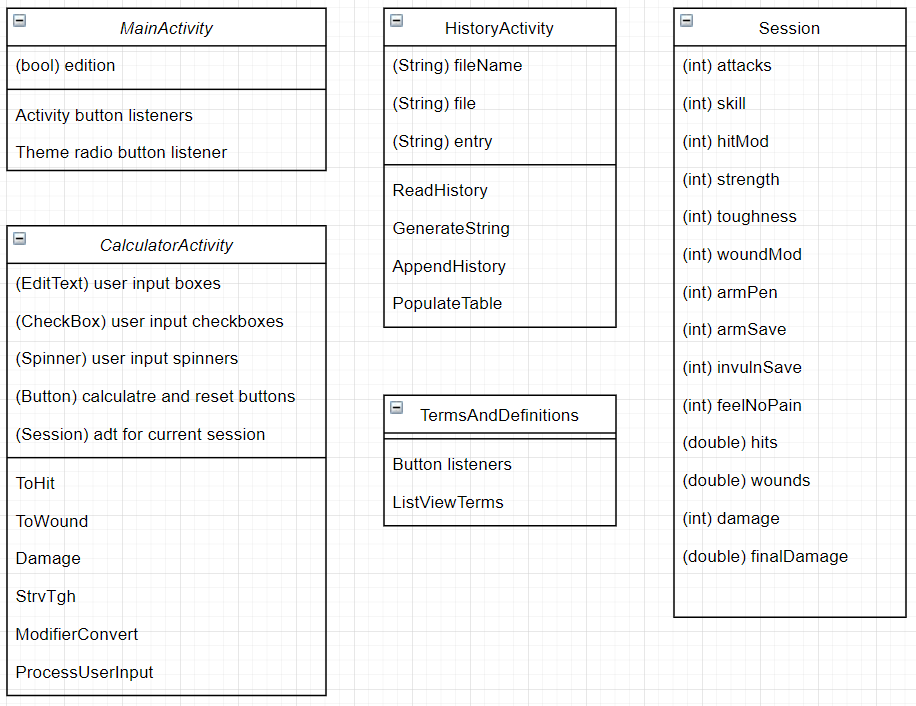 MainActivity
(bool) edition
Activity button listeners
Theme radio button listener
CalculatorActivity
(EditText) user input boxes
(CheckBox) user input checkboxes
(Spinner) user input spinners
(Button) calculatre and reset buttons
(Session) adt for current session
ToHit
ToWound
Damage
StrvTgh
ModifierConvert
ProcessUserInput
HistoryActivity
(String) fileName
(String) file
(String) entry
ReadHistory
GenerateString
AppendHistory
PopulateTable
TermsAndDefinitions
Button listeners
ListViewTerms
Session
(int) attacks
(int) skill
(int) hitMod
(int) strength
(int) toughness
(int) woundMod
(int) armPen
(int) armSave
(int) invulnSave
(int) feelNoPain
(double) hits
(double) wounds
(int) damage
(double) finalDamage